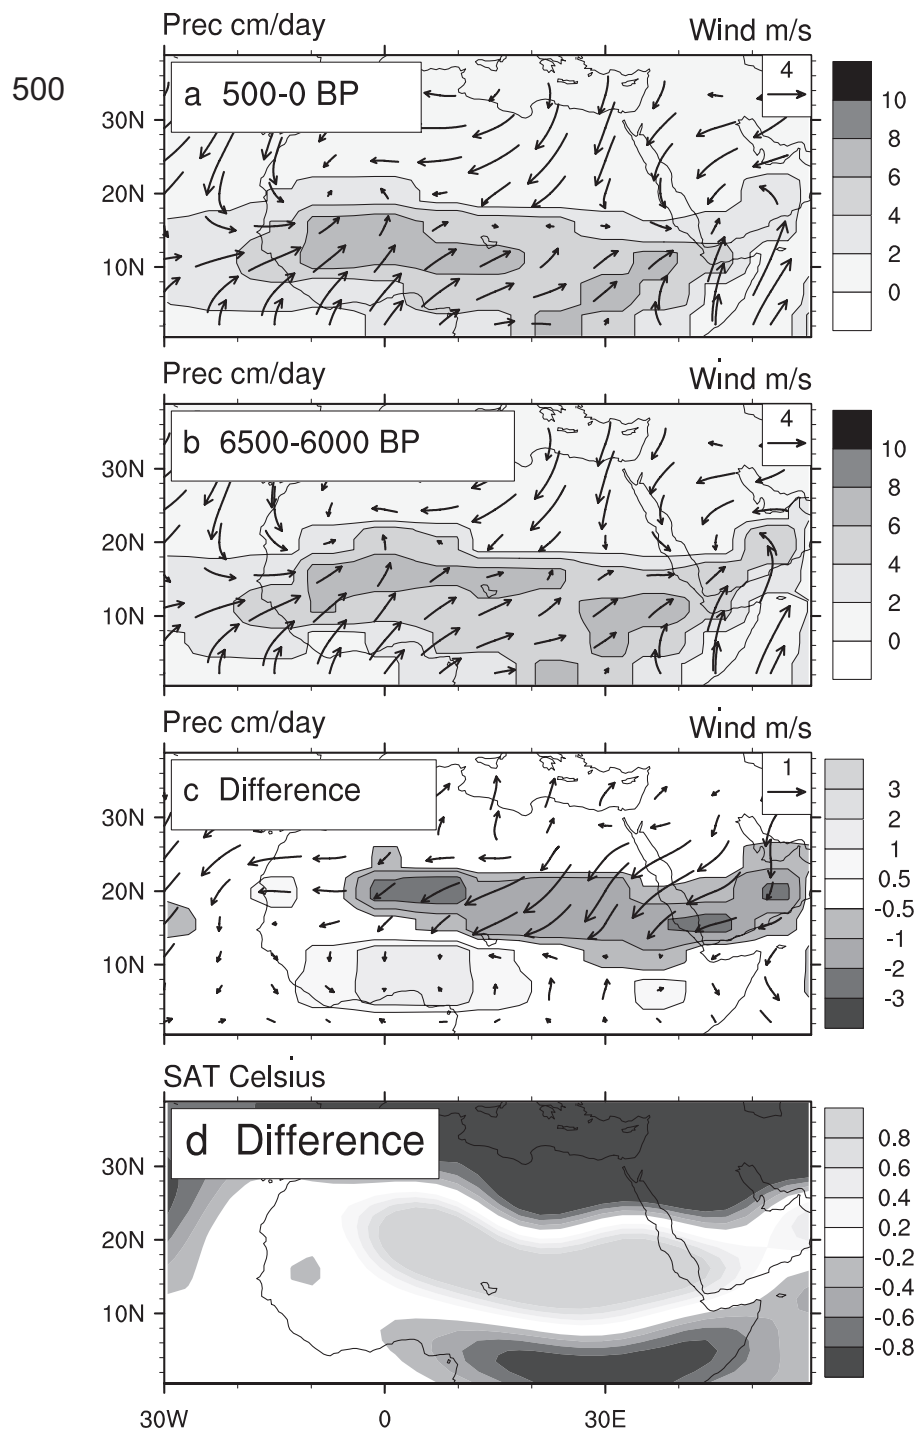 500
Prec cm/day Wind m/s
a 500-0 BP
4
30N
20N
10N
10
8
6
4
2
0
Prec cm/day Wind m/s
b 6500-6000 BP
4
30N
20N
10N
10
8
6
4
2
0
Prec cm/day Wind m/s
c Difference
1
30N
20N
10N
3
2
1
0.5
-0.5
-1
-2
-3
SAT Celsius
d Difference
30N
20N
10N
0.8
0.6
0.4
0.2
-0.2
-0.4
-0.6
-0.8
30W 0 30E